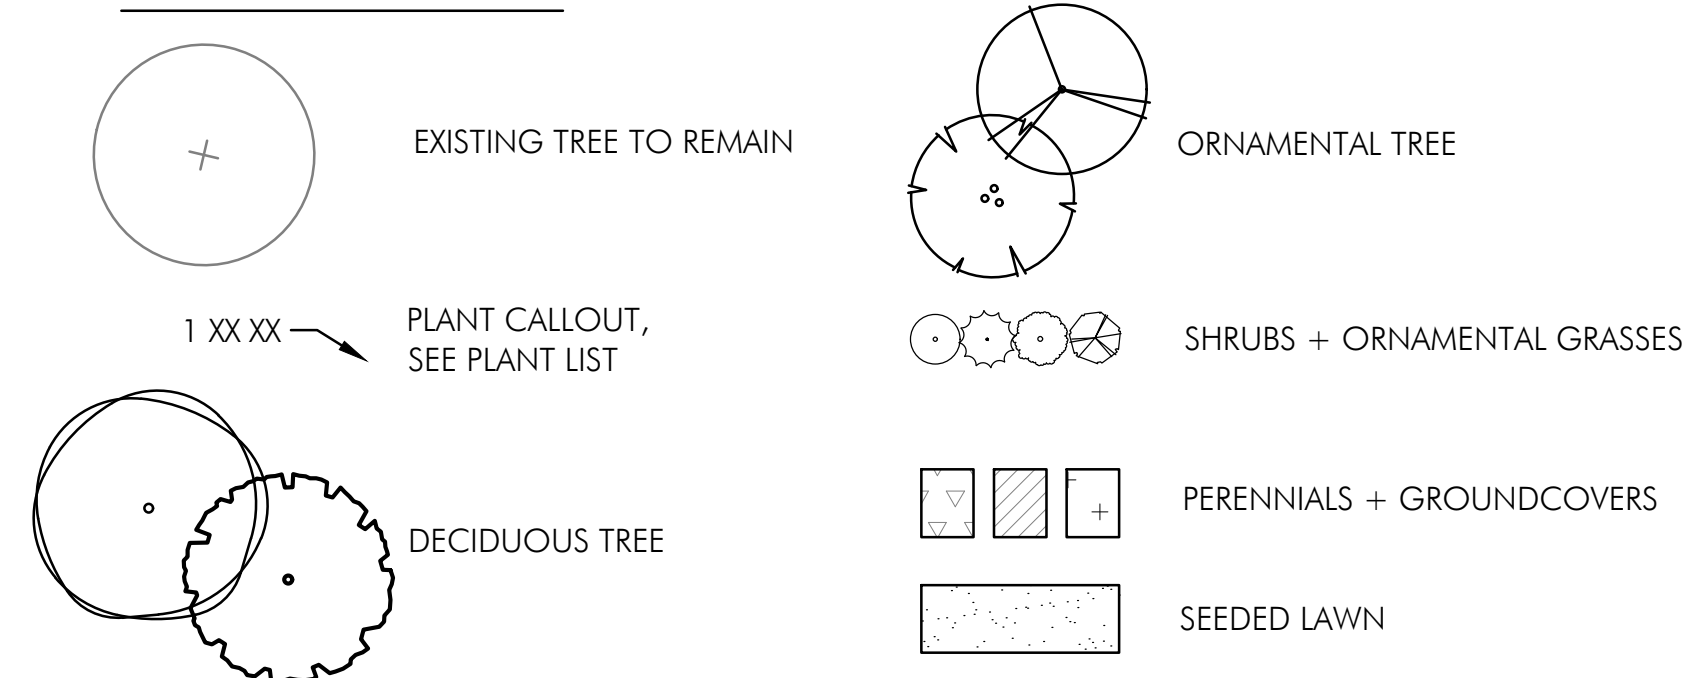 EXISTING TREE TO REMAIN
1 XX XX
PLANT CALLOUT,
SEE PLANT LIST
DECIDUOUS TREE
ORNAMENTAL TREE
SHRUBS + ORNAMENTAL GRASSES
PERENNIALS + GROUNDCOVERS
SEEDED LAWN